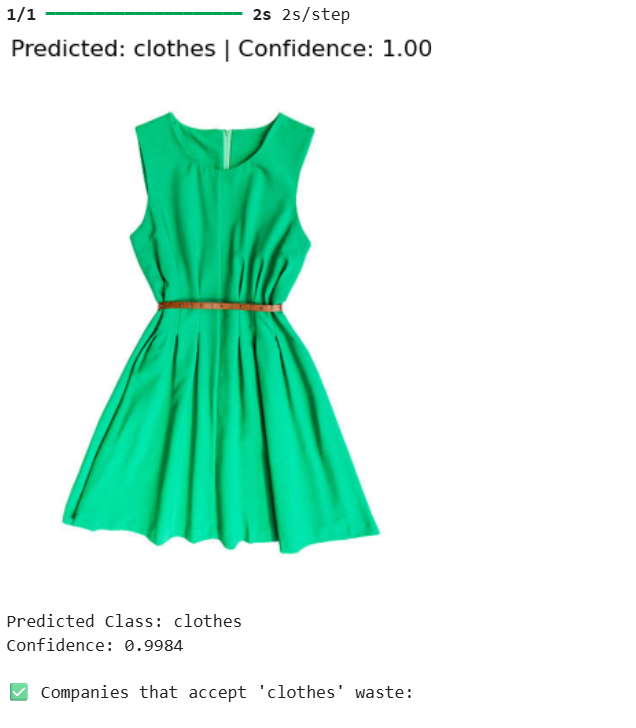 1/1 ━━━━━━━━━━━━━━━━━━━━ 2s 2s/step
Predicted: clothes | Confidence: 1.00
Predicted Class: clothes
Confidence: 0.9984
✅ Companies that accept 'clothes' waste: